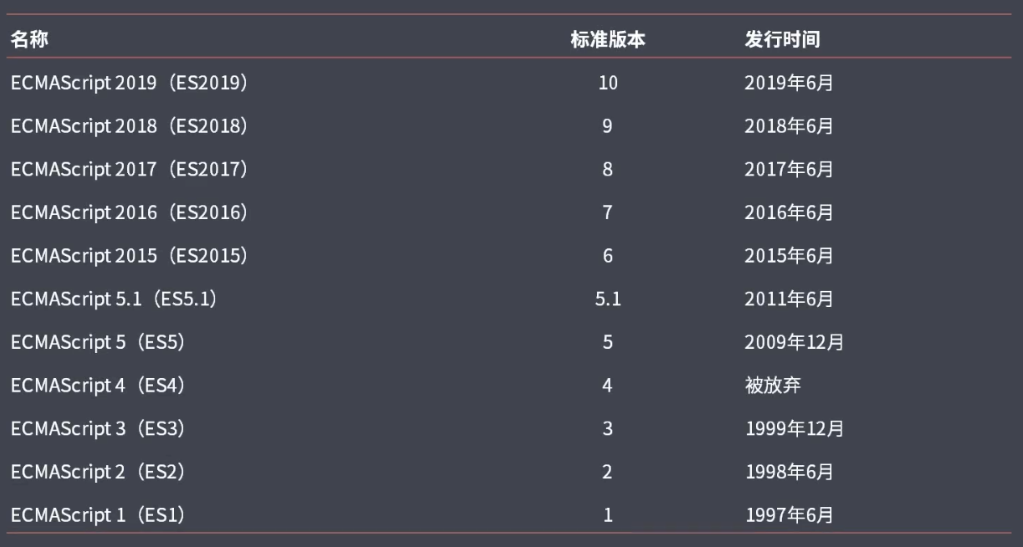 名称 标准版本 发行时间
ECMAScript 2019（ES2019） 10 2019年6月
ECMAScript 2018（ES2018） 9 2018年6月
ECMAScript 2017（ES2017） 8 2017年6月
ECMAScript 2016（ES2016） 7 2016年6月
ECMAScript 2015（ES2015） 6 2015年6月
ECMAScript 5.1（ES5.1） 5.1 2011年6月
ECMAScript 5（ES5） 5 2009年12月
ECMAScript 4（ES4） 4 被放弃
ECMAScript 3（ES3） 3 1999年12月
ECMAScript 2（ES2） 2 1998年6月
ECMAScript 1（ES1） 1 1997年6月